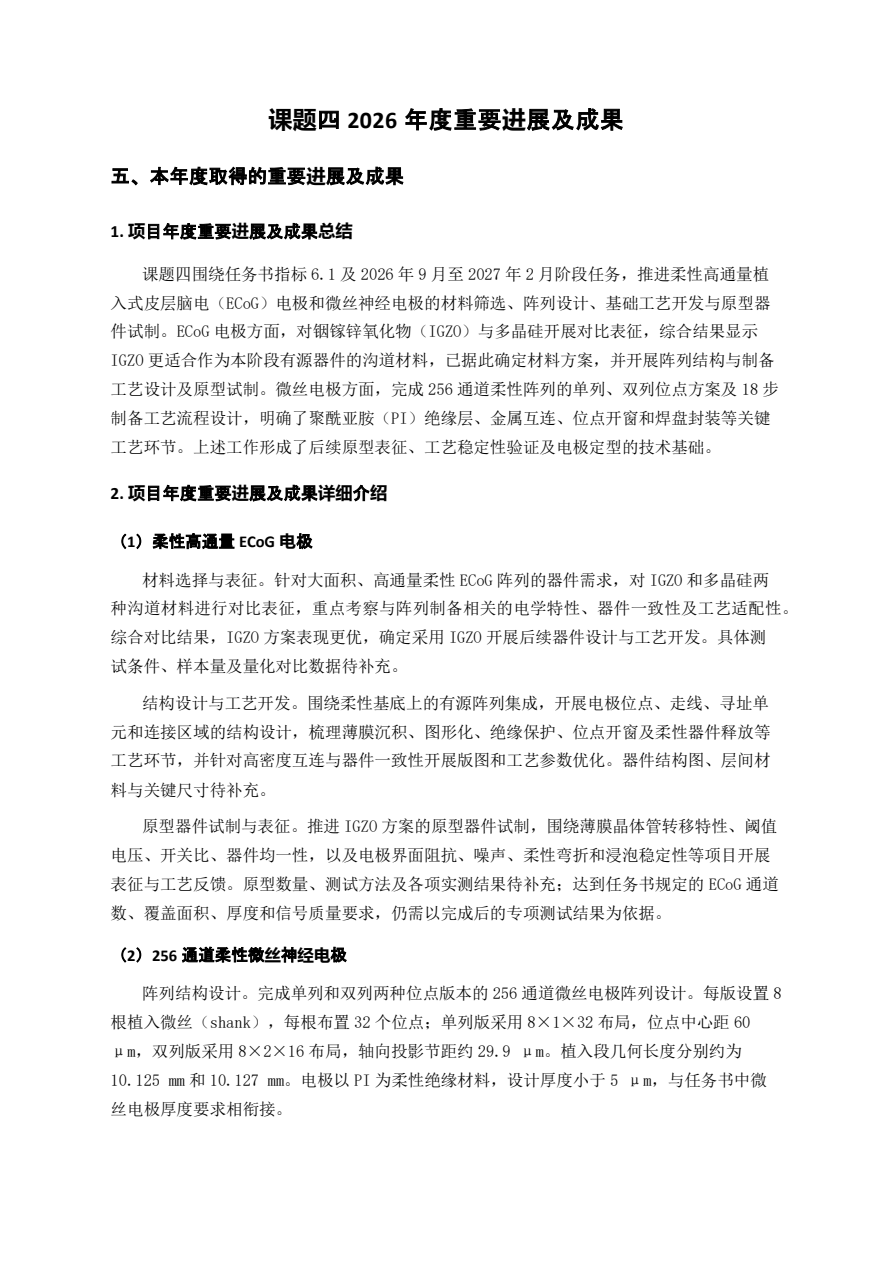 课题四 2026 年度重要进展及成果
五、本年度取得的重要进展及成果
1. 项目年度重要进展及成果总结
课题四围绕任务书指标 6.1 及 2026 年 9 月至 2027 年 2 月阶段任务，推进柔性高通量植
入式皮层脑电（ECoG）电极和微丝神经电极的材料筛选、阵列设计、基础工艺开发与原型器
件试制。ECoG 电极方面，对铟镓锌氧化物（IGZO）与多晶硅开展对比表征，综合结果显示
IGZO 更适合作为本阶段有源器件的沟道材料，已据此确定材料方案，并开展阵列结构与制备
工艺设计及原型试制。微丝电极方面，完成 256 通道柔性阵列的单列、双列位点方案及 18 步
制备工艺流程设计，明确了聚酰亚胺（PI）绝缘层、金属互连、位点开窗和焊盘封装等关键
工艺环节。上述工作形成了后续原型表征、工艺稳定性验证及电极定型的技术基础。
2. 项目年度重要进展及成果详细介绍
（1）柔性高通量 ECoG 电极
材料选择与表征。针对大面积、高通量柔性 ECoG 阵列的器件需求，对 IGZO 和多晶硅两
种沟道材料进行对比表征，重点考察与阵列制备相关的电学特性、器件一致性及工艺适配性。
综合对比结果，IGZO 方案表现更优，确定采用 IGZO 开展后续器件设计与工艺开发。具体测
试条件、样本量及量化对比数据待补充。
结构设计与工艺开发。围绕柔性基底上的有源阵列集成，开展电极位点、走线、寻址单
元和连接区域的结构设计，梳理薄膜沉积、图形化、绝缘保护、位点开窗及柔性器件释放等
工艺环节，并针对高密度互连与器件一致性开展版图和工艺参数优化。器件结构图、层间材
料与关键尺寸待补充。
原型器件试制与表征。推进 IGZO 方案的原型器件试制，围绕薄膜晶体管转移特性、阈值
电压、开关比、器件均一性，以及电极界面阻抗、噪声、柔性弯折和浸泡稳定性等项目开展
表征与工艺反馈。原型数量、测试方法及各项实测结果待补充；达到任务书规定的 ECoG 通道
数、覆盖面积、厚度和信号质量要求，仍需以完成后的专项测试结果为依据。
（2）256 通道柔性微丝神经电极
阵列结构设计。完成单列和双列两种位点版本的 256 通道微丝电极阵列设计。每版设置 8
根植入微丝（shank），每根布置 32 个位点；单列版采用 8×1×32 布局，位点中心距 60
μm，双列版采用 8×2×16 布局，轴向投影节距约 29.9 μm。植入段几何长度分别约为
10.125 mm 和 10.127 mm。电极以 PI 为柔性绝缘材料，设计厚度小于 5 μm，与任务书中微
丝电极厚度要求相衔接。